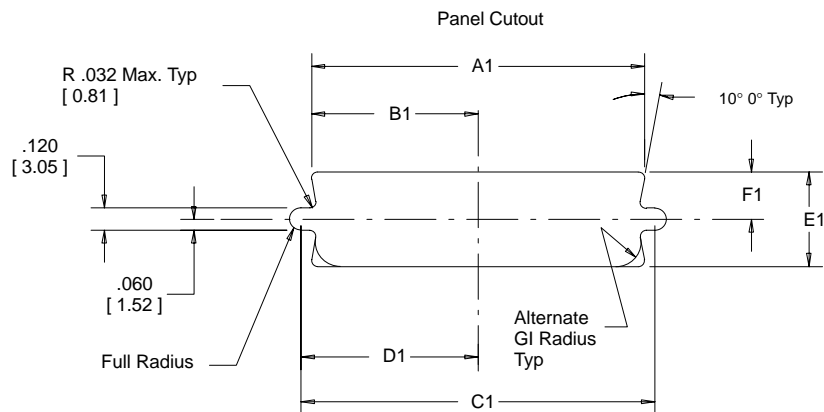 Panel Cutout
A1
R .032 Max. Typ
[ 0.81 ]
10° 0° Typ
B1
.120
[ 3.05 ]
F1
E1
.060
[ 1.52 ]
Alternate
GI Radius
Typ
Full Radius
D1
C1